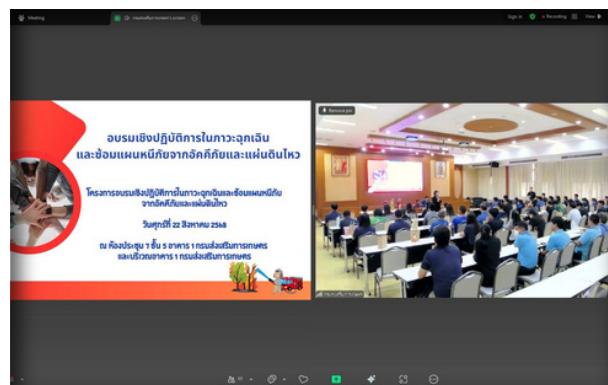 Meeting
Sign in
Recording
View
อบรมเชิงปฏิบัติการในภาวะฉุกเฉิน
และซ้อมแผนหนีภัยจากอัคคีภัยและแผ่นดินไหว
โครงการอบรมเชิงปฏิบัติการในภาวะฉุกเฉินและซ้อมแผนหนีภัย
จากอัคคีภัยและแผ่นดินไหว
วันศุกร์ที่ 22 สิงหาคม 2568
ณ ห้องประชุม 7 ชั้น 5 อาคาร 1 กรมส่งเสริมการเกษตร
และบริเวณอาคาร 1 กรมส่งเสริมการเกษตร
Remove pin